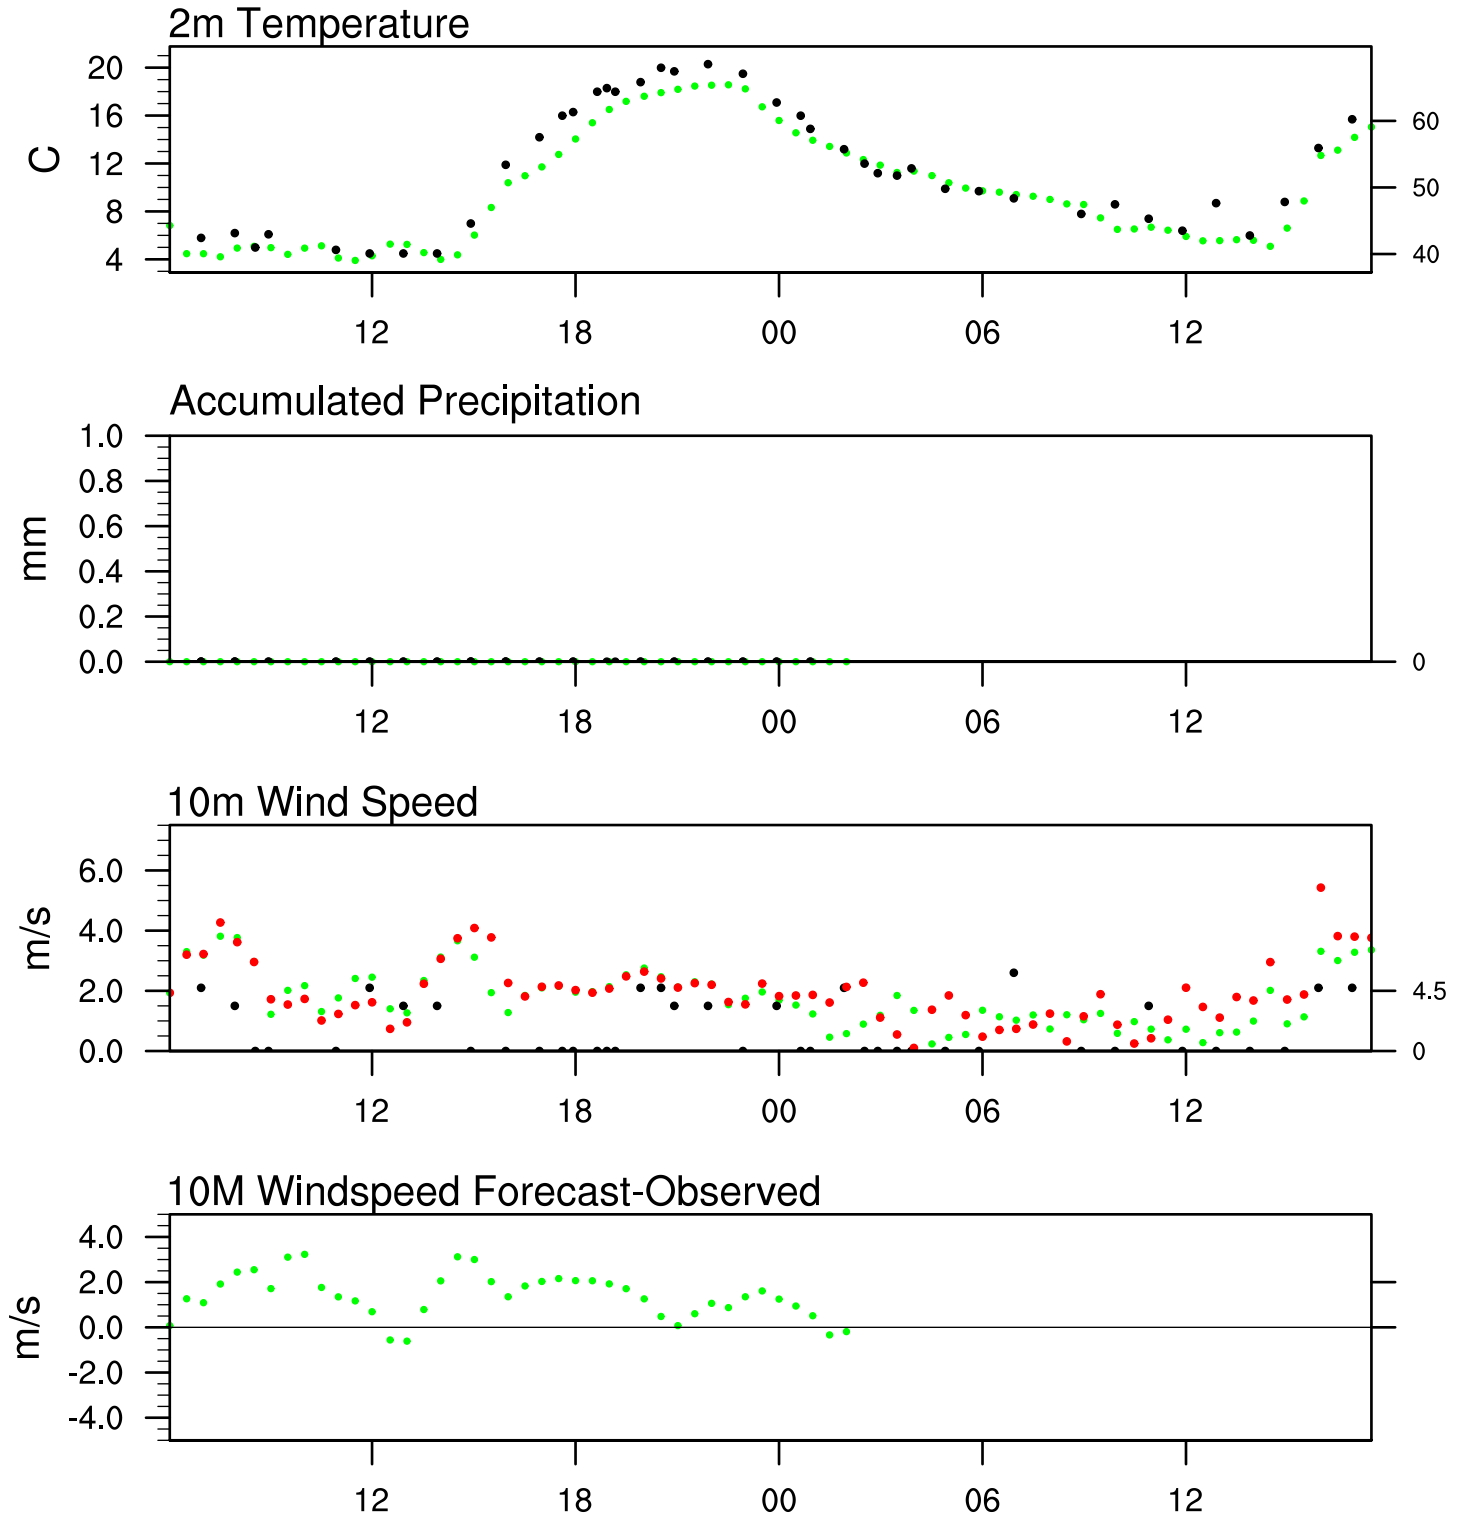 2m Temperature
20
16
12
8
4
C
60
50
40
12 18 00 06 12
Accumulated Precipitation
1.0
0.8
0.6
0.4
0.2
0.0
mm
0
12 18 00 06 12
10m Wind Speed
6.0
4.0
2.0
0.0
m/s
4.5
0
12 18 00 06 12
10M Windspeed Forecast-Observed
4.0
2.0
0.0
-2.0
-4.0
m/s
12 18 00 06 12